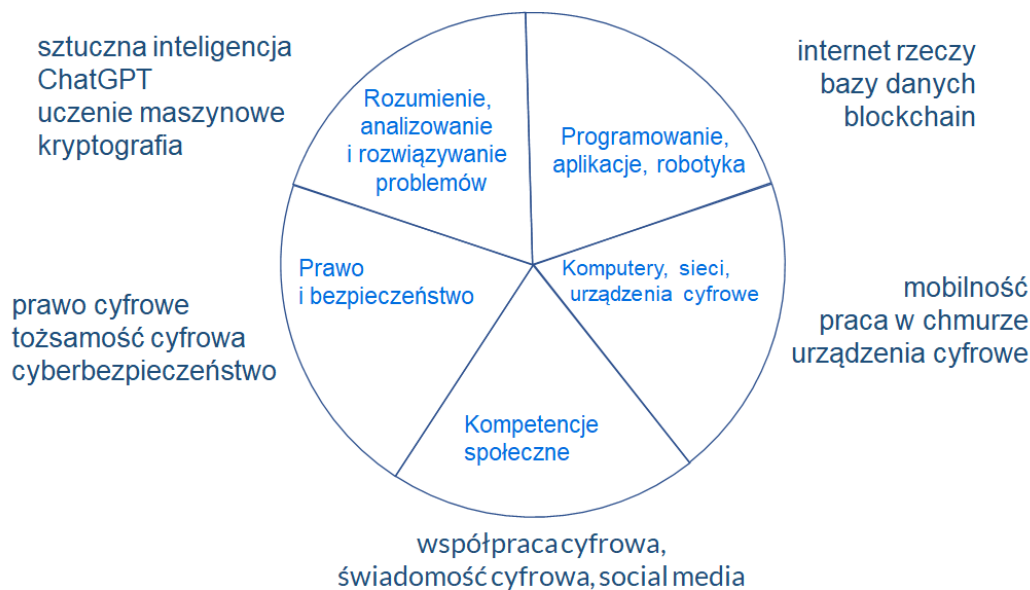 sztuczna inteligencja
ChatGPT
uczenie maszynowe
kryptografia
Rozumienie,
analizowanie
i rozwiązywanie
problemów
Programowanie,
aplikacje, robotyka
internet rzeczy
bazy danych
blockchain
Prawo
i bezpieczeństwo
Komputery, sieci,
urządzenia cyfrowe
prawo cyfrowe
tożsamość cyfrowa
cyberbezpieczeństwo
mobilność
praca w chmurze
urządzenia cyfrowe
Kompetencje
społeczne
współpraca cyfrowa,
świadomość cyfrowa, social media